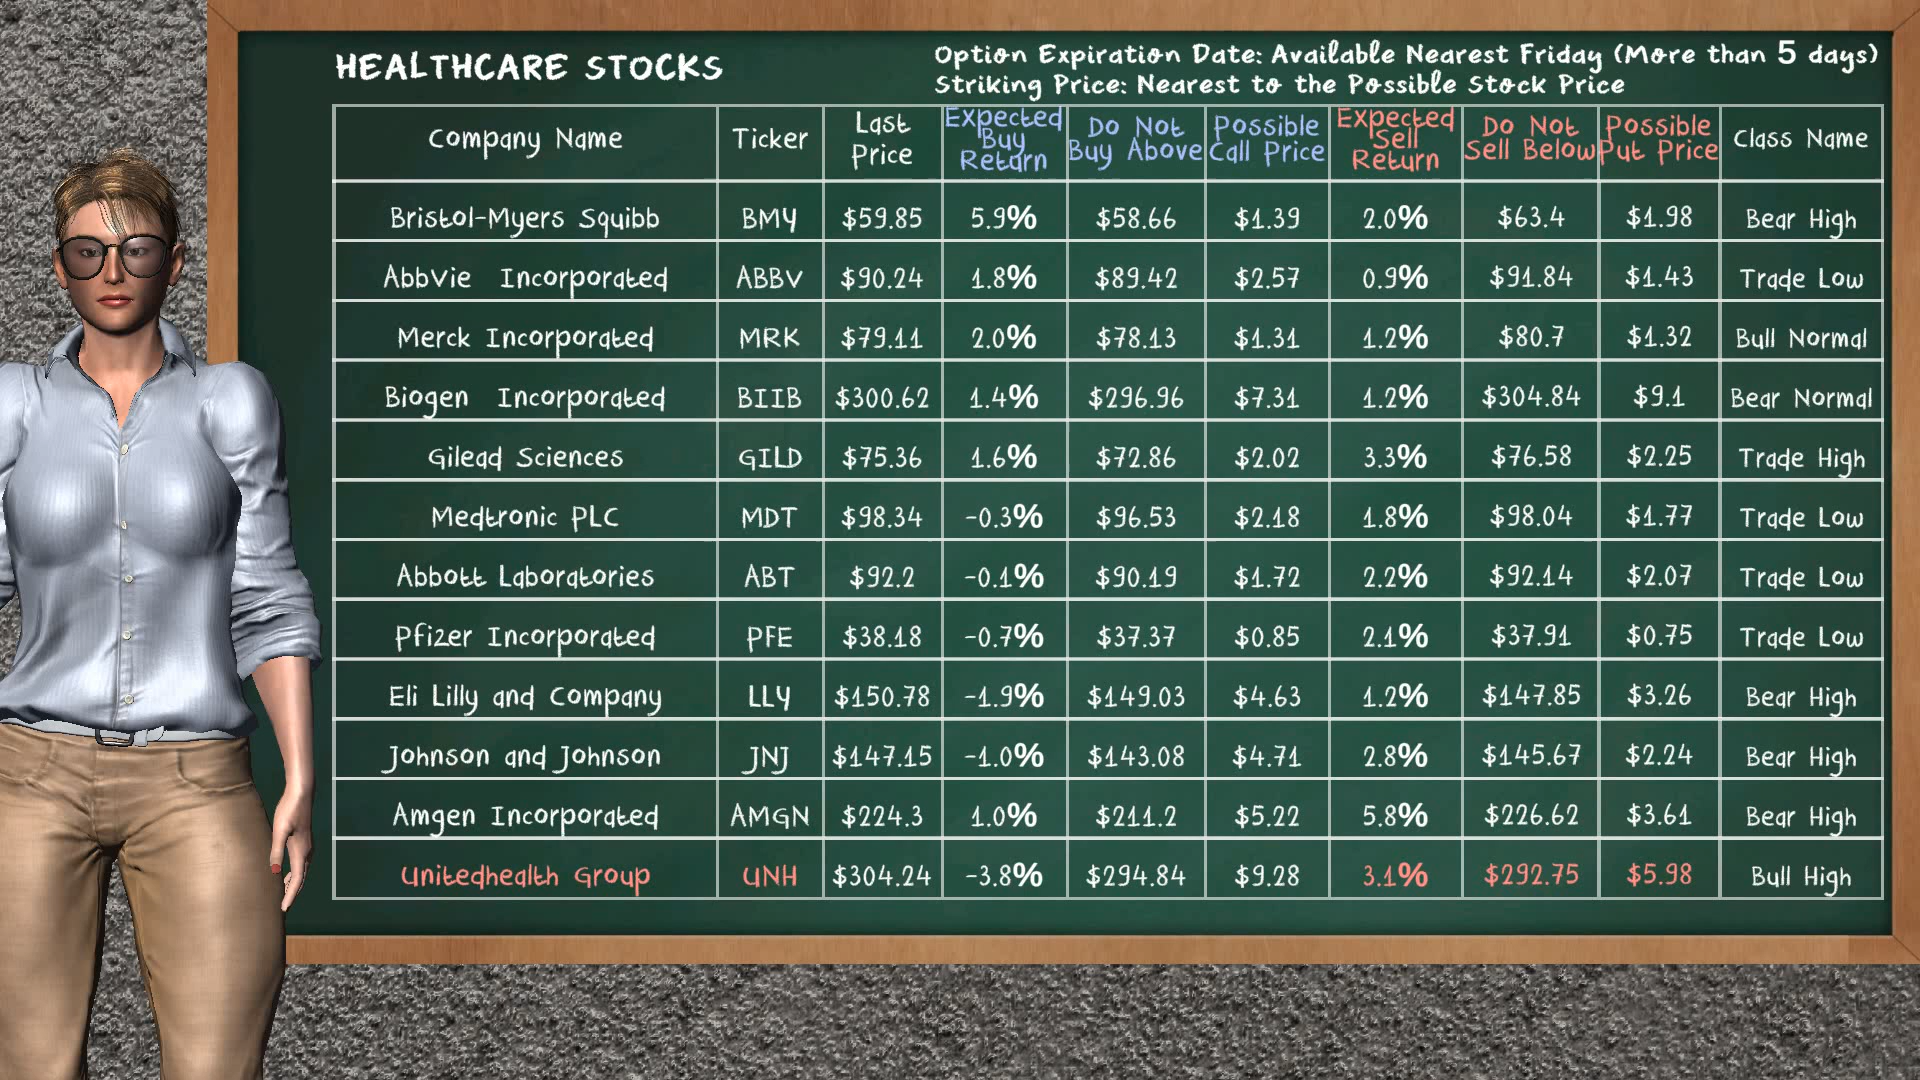 HEALTHCARE STOCKS
Option Expiration Date: Available Nearest Friday (More than 5 days)
Striking Price: Nearest to the Possible Stock Price
Company Name Ticker Last Price Expected Buy Return Do Not Buy Above Possible Call Price Expected Sell Return Do Not Sell Below Possible Put Price Class Name
Bristol-Myers Squibb BMY $59.85 5.9% $58.66 $1.39 2.0% $63.4 $1.98 Bear High
AbbVie Incorporated ABBV $90.24 1.8% $89.42 $2.57 0.9% $91.84 $1.43 Trade Low
Merck Incorporated MRK $79.11 2.0% $78.13 $1.31 1.2% $80.7 $1.32 Bull Normal
Biogen Incorporated BIIB $300.62 1.4% $296.96 $7.31 1.2% $304.84 $9.1 Bear Normal
Gilead Sciences GILD $75.36 1.6% $72.86 $2.02 3.3% $76.58 $2.25 Trade High
Medtronic PLC MDT $98.34 -0.3% $96.53 $2.18 1.8% $98.04 $1.77 Trade Low
Abbott Laboratories ABT $92.2 -0.1% $90.19 $1.72 2.2% $92.14 $2.07 Trade Low
Pfizer Incorporated PFE $38.18 -0.7% $37.37 $0.85 2.1% $37.91 $0.75 Trade Low
Eli Lilly and Company LLY $150.78 -1.9% $149.03 $4.63 1.2% $147.85 $3.26 Bear High
Johnson and Johnson JNJ $147.15 -1.0% $143.08 $4.71 2.8% $145.67 $2.24 Bear High
Amgen Incorporated AMGN $224.3 1.0% $211.2 $5.22 5.8% $226.62 $3.61 Bear High
Unitedhealth Group UNH $304.24 -3.8% $294.84 $9.28 3.1% $292.75 $5.98 Bull High